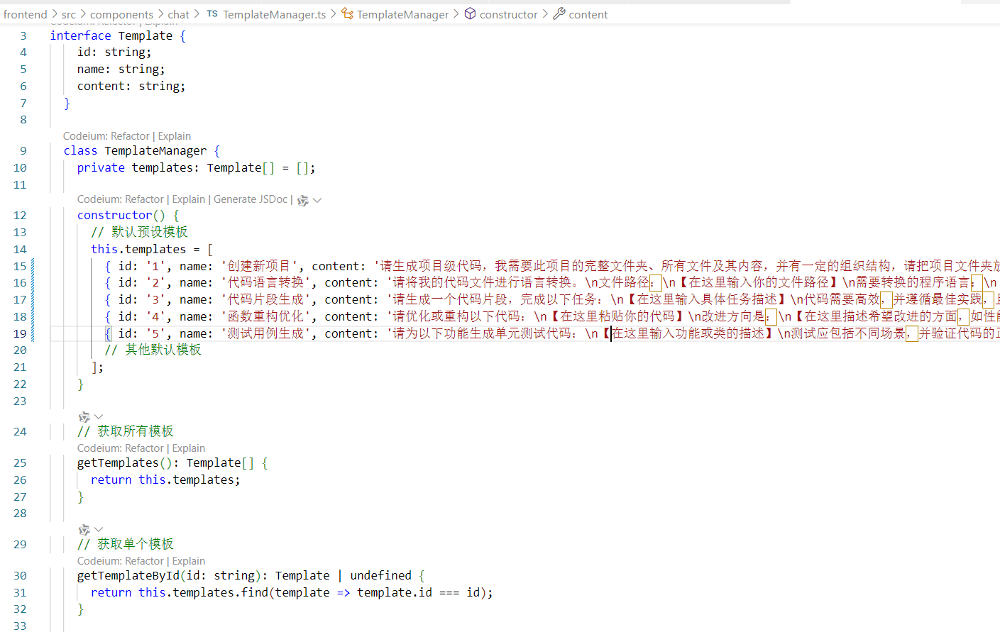 frontend > src > components > chat > TS TemplateManager.ts > TemplateManager > constructor > content
3 interface Template {
4 id: string;
5 name: string;
6 content: string;
7 }
8
Codeium: Refactor | Explain
9 class TemplateManager {
10 private templates: Template[] = [];
11
Codeium: Refactor | Explain | Generate JSDoc |
12 constructor() {
13 // 默认预设模板
14 this.templates = [
15 { id: '1', name: '创建新项目', content: '请生成项目级代码，我需要此项目的完整文件夹、所有文件及其内容，并有一定的组织结构，请把项目文件夹放
16 { id: '2', name: '代码语言转换', content: '请将我的代码文件进行语言转换。\n文件路径：\n【在这里输入你的文件路径】\n需要转换的程序语言：\n
17 { id: '3', name: '代码片段生成', content: '请生成一个代码片段，完成以下任务：\n【在这里输入具体任务描述】\n代码需要高效，并遵循最佳实践，
18 { id: '4', name: '函数重构优化', content: '请优化或重构以下代码：\n【在这里粘贴你的代码】\n改进方向是：\n【在这里描述希望改进的方面，如性能
19 { id: '5', name: '测试用例生成', content: '请为以下功能生成单元测试代码：\n【在这里输入功能或类的描述】\n测试应包括不同场景，并验证代码的正
20 // 其他默认模板
21 ];
22 }
23
24 // 获取所有模板
Codeium: Refactor | Explain
25 getTemplates(): Template[] {
26 return this.templates;
27 }
28
29 // 获取单个模板
Codeium: Refactor | Explain
30 getTemplateById(id: string): Template | undefined {
31 return this.templates.find(template => template.id === id);
32 }
33